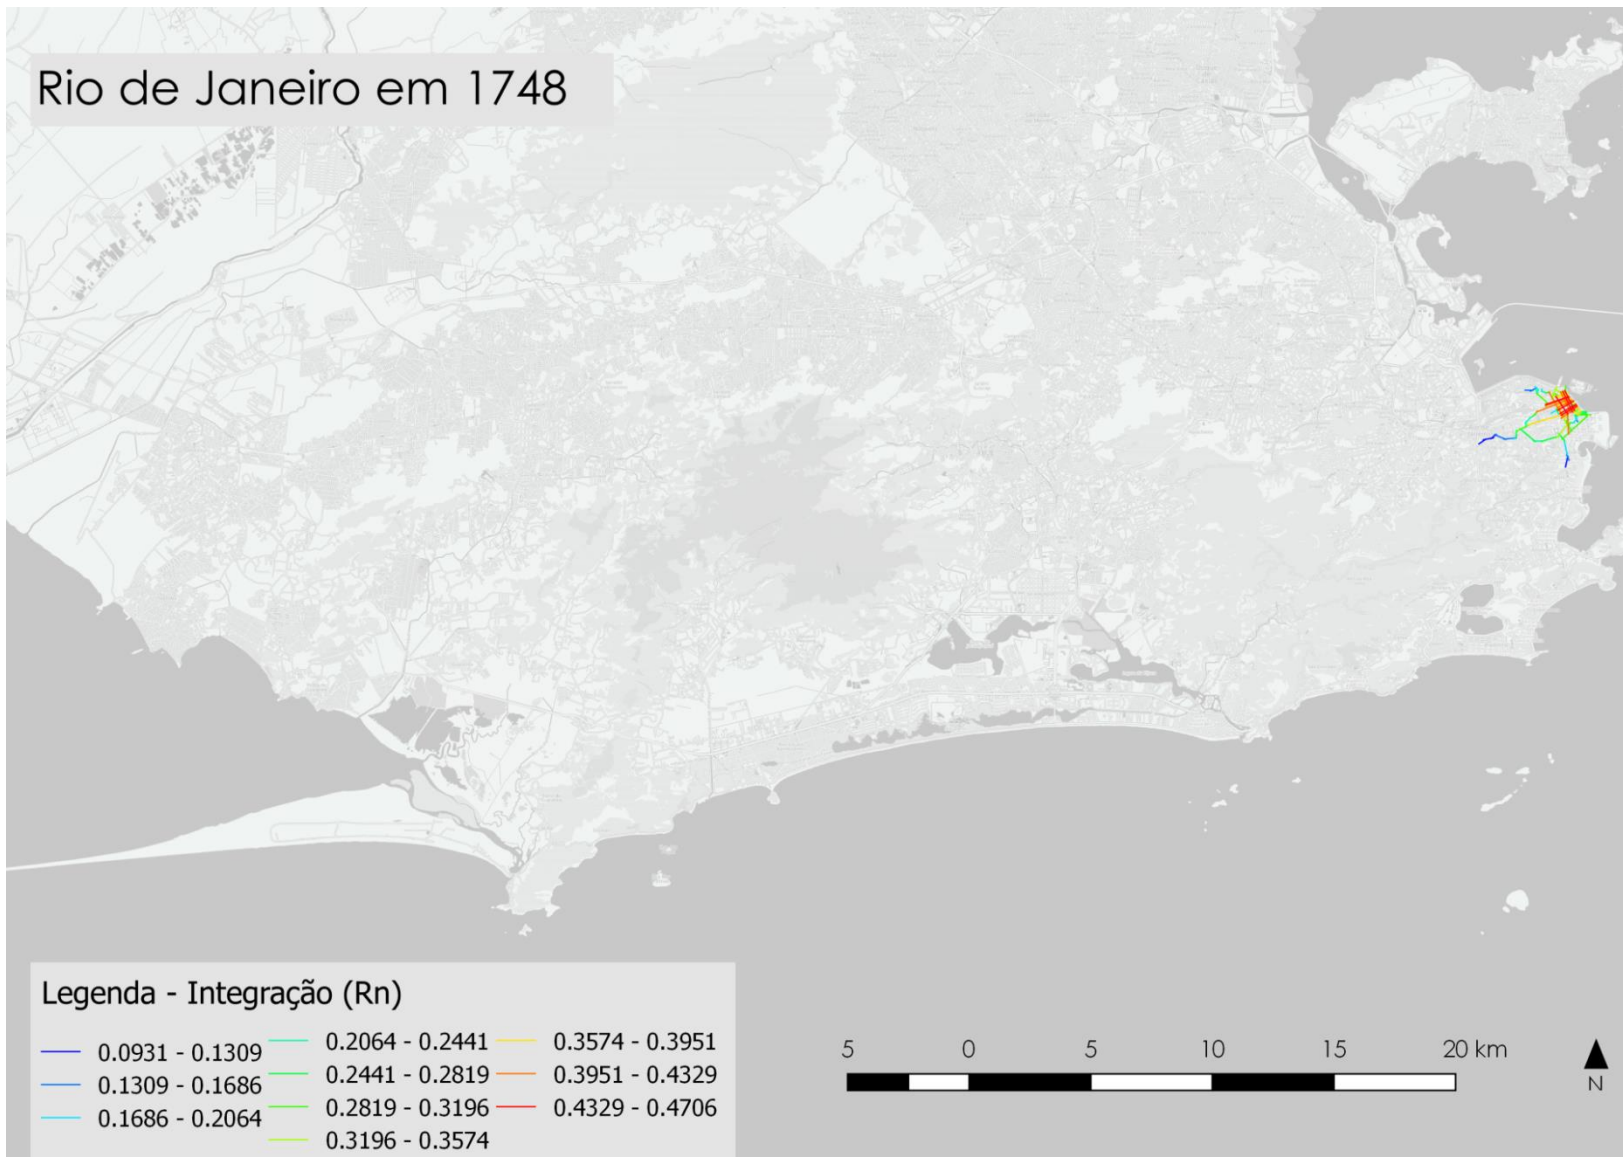 Rio de Janeiro em 1748
Legenda - Integração (Rn)
0.0931 - 0.1309
0.1309 - 0.1686
0.1686 - 0.2064
0.2064 - 0.2441
0.2441 - 0.2819
0.2819 - 0.3196
0.3196 - 0.3574
0.3574 - 0.3951
0.3951 - 0.4329
0.4329 - 0.4706
5 0 5 10 15 20 km
N